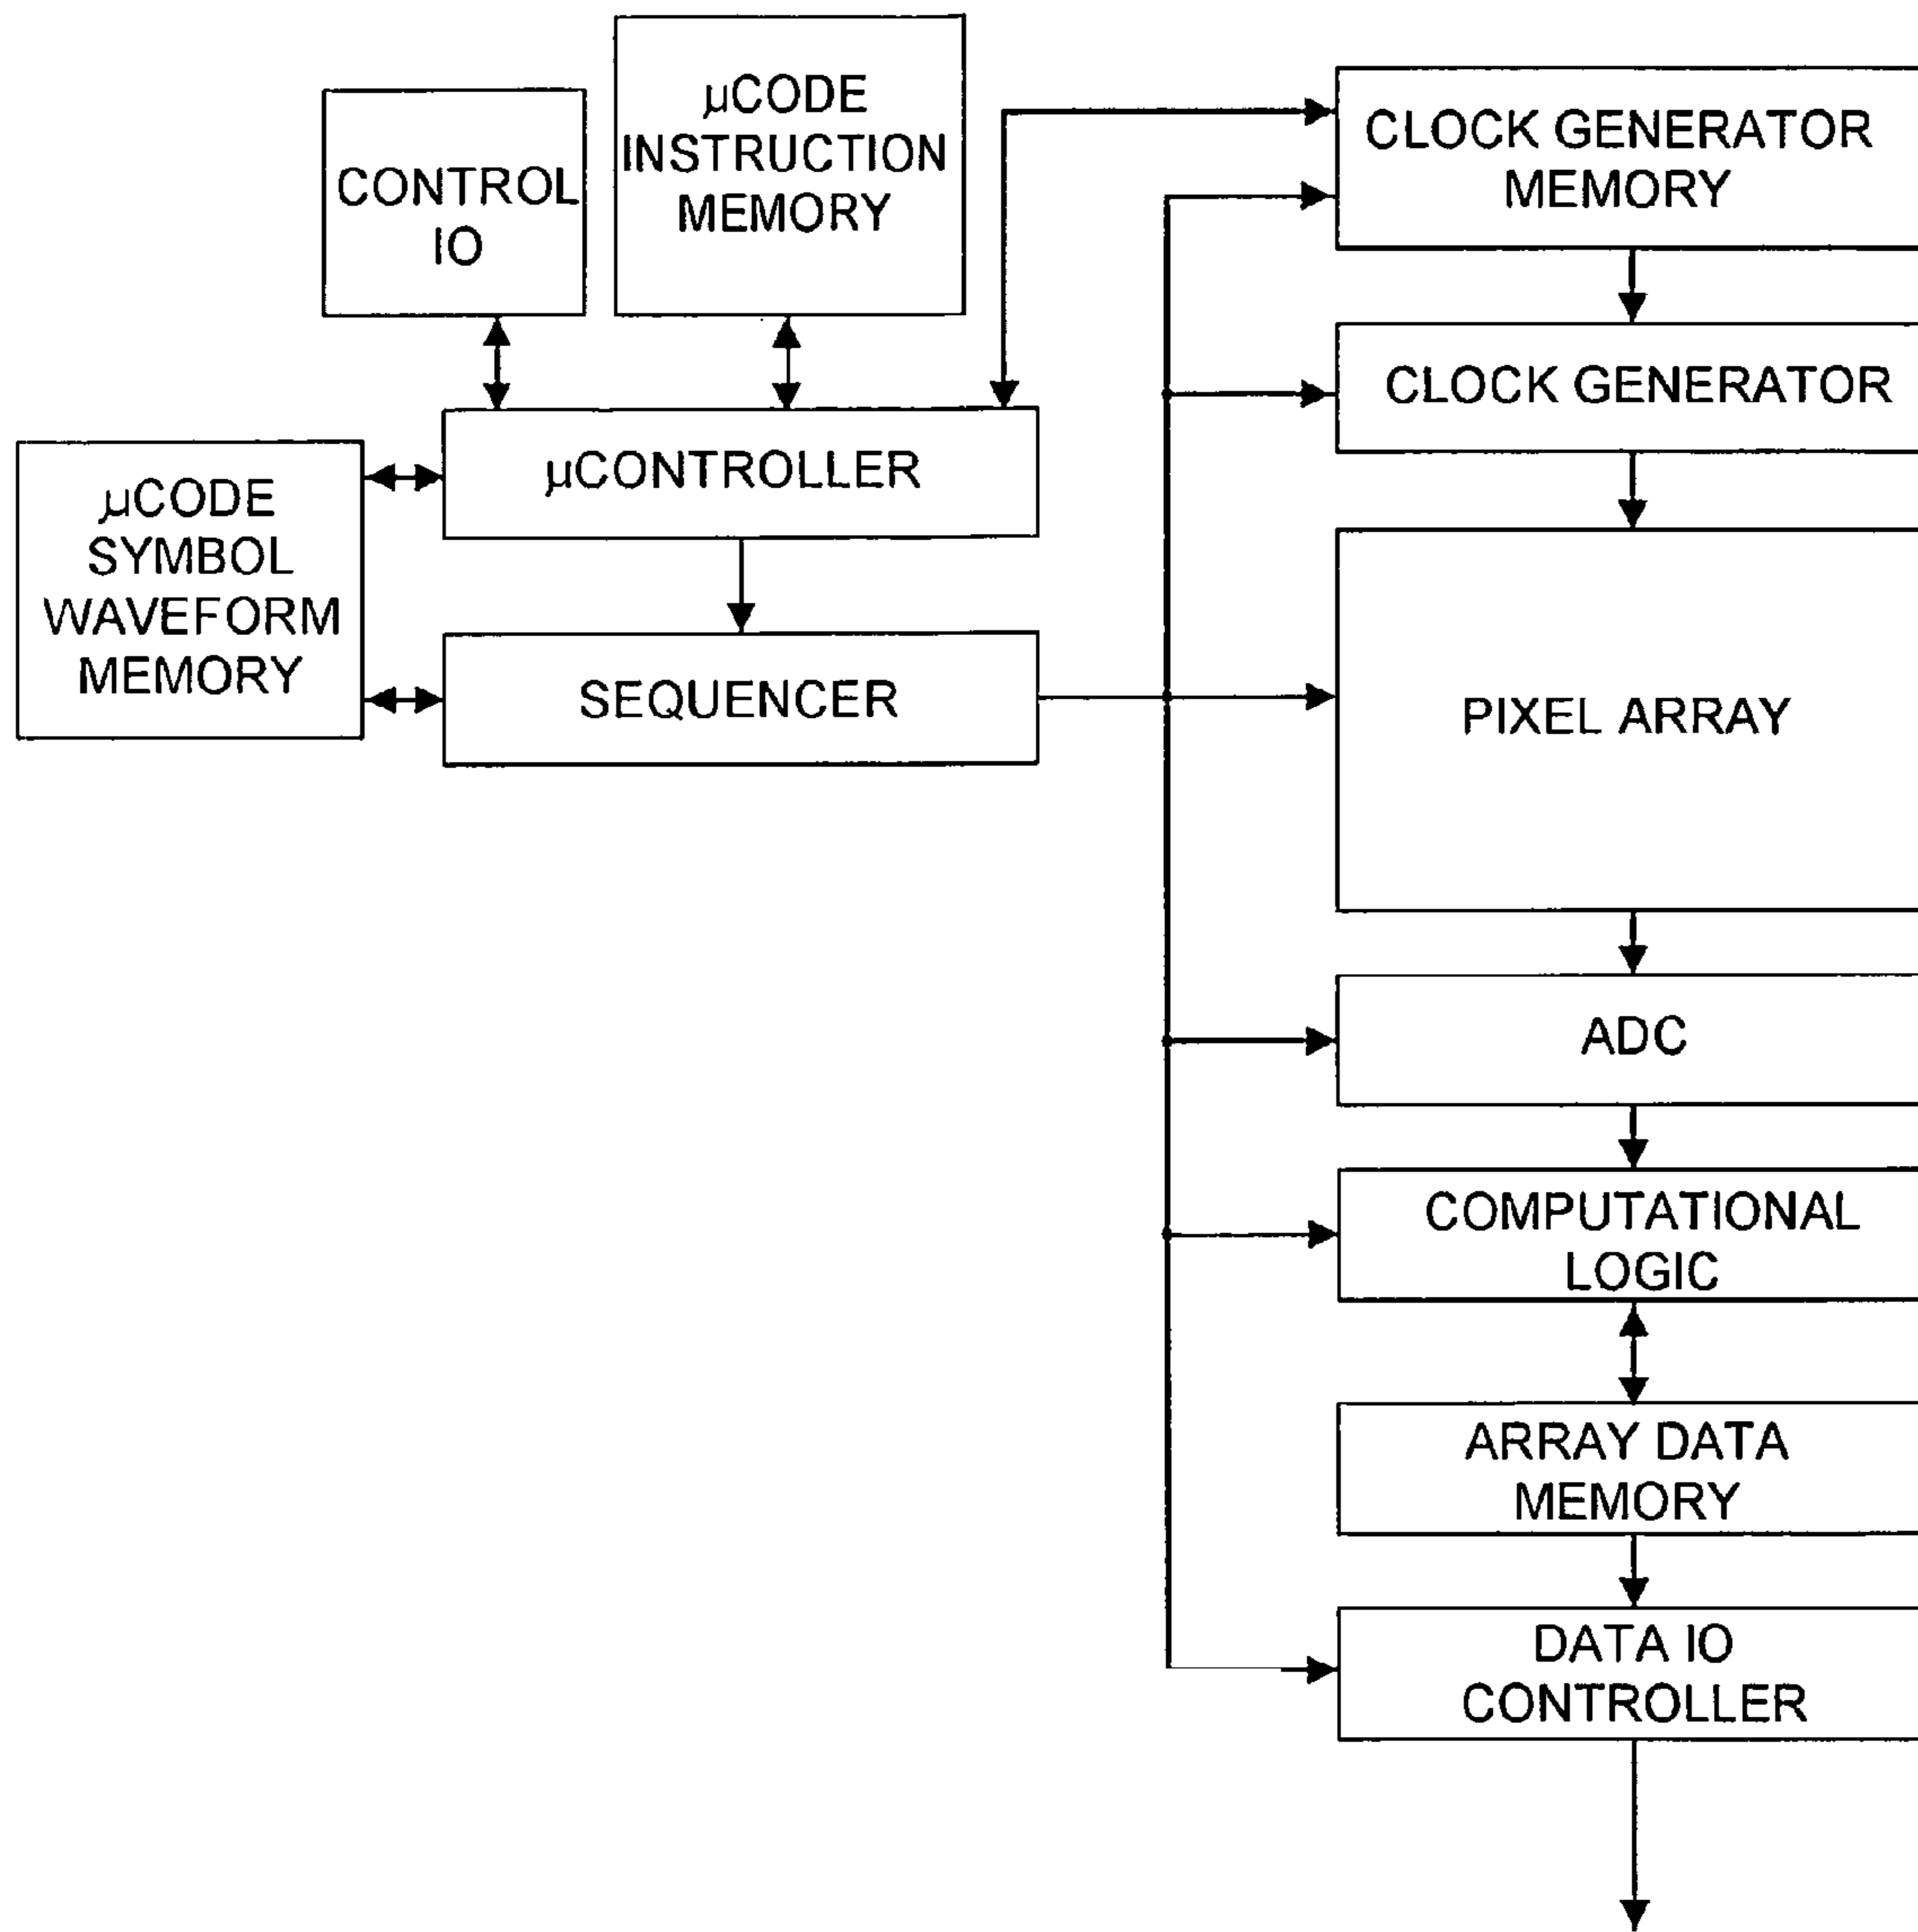 CONTROL
IO
μCODE
INSTRUCTION
MEMORY
μCONTROLLER
μCODE
SYMBOL
WAVEFORM
MEMORY
SEQUENCER
CLOCK GENERATOR
MEMORY
CLOCK GENERATOR
PIXEL ARRAY
ADC
COMPUTATIONAL
LOGIC
ARRAY DATA
MEMORY
DATA IO
CONTROLLER